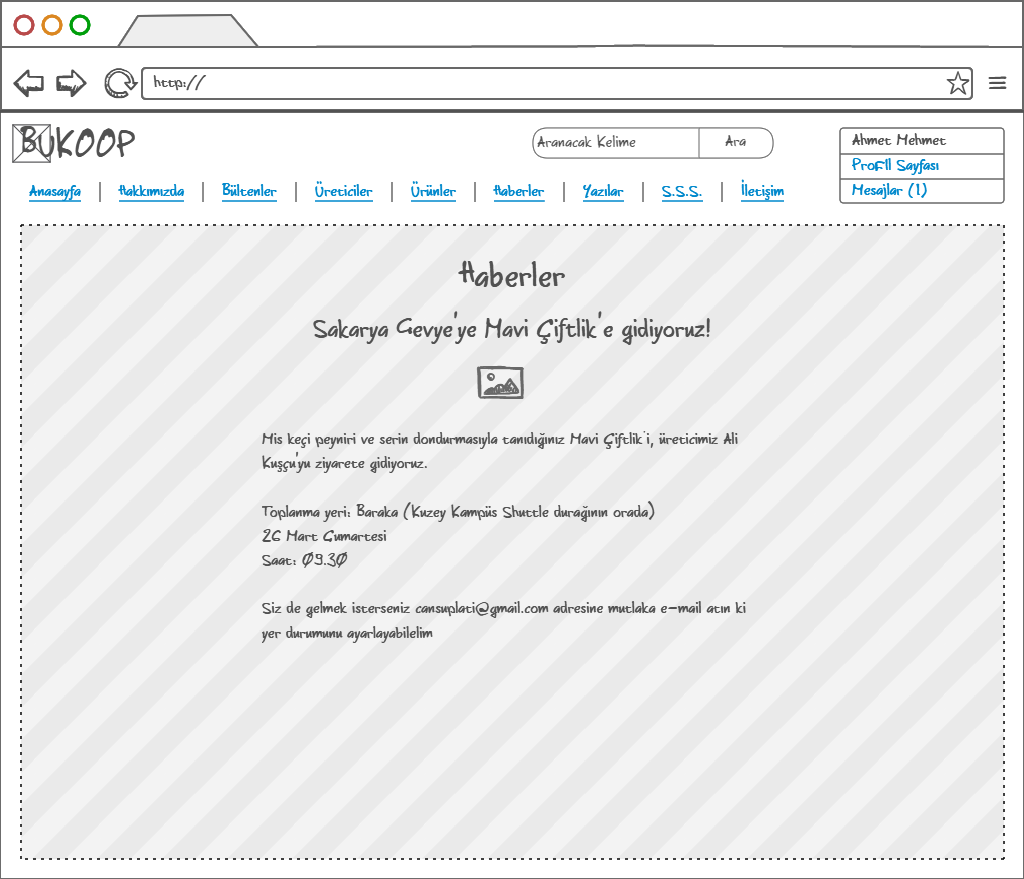 http://
BUKOOP
Aranacak Kelime
Ara
Ahmet Mehmet
Profil Sayfası
Mesajlar (1)
Anasayfa
Hakkımızda
Bültenler
Üreticiler
Ürünler
Haberler
Yazılar
S.S.S.
İletişim
Haberler
Sakarya Gevye'ye Mavi Çiftlik'e gidiyoruz!
Mis keçi peyniri ve serin dondurmasıyla tanıdığınız Mavi Çiftlik'i, üreticimiz Ali
Kuşçu'yu ziyarete gidiyoruz.
Toplanma yeri: Baraka (Kuzey Kampüs Shuttle durağının orada)
26 Mart Cumartesi
Saat: 09.30
Siz de gelmek isterseniz cansuplati@gmail.com adresine mutlaka e-mail atın ki
yer durumunu ayarlayabilelim